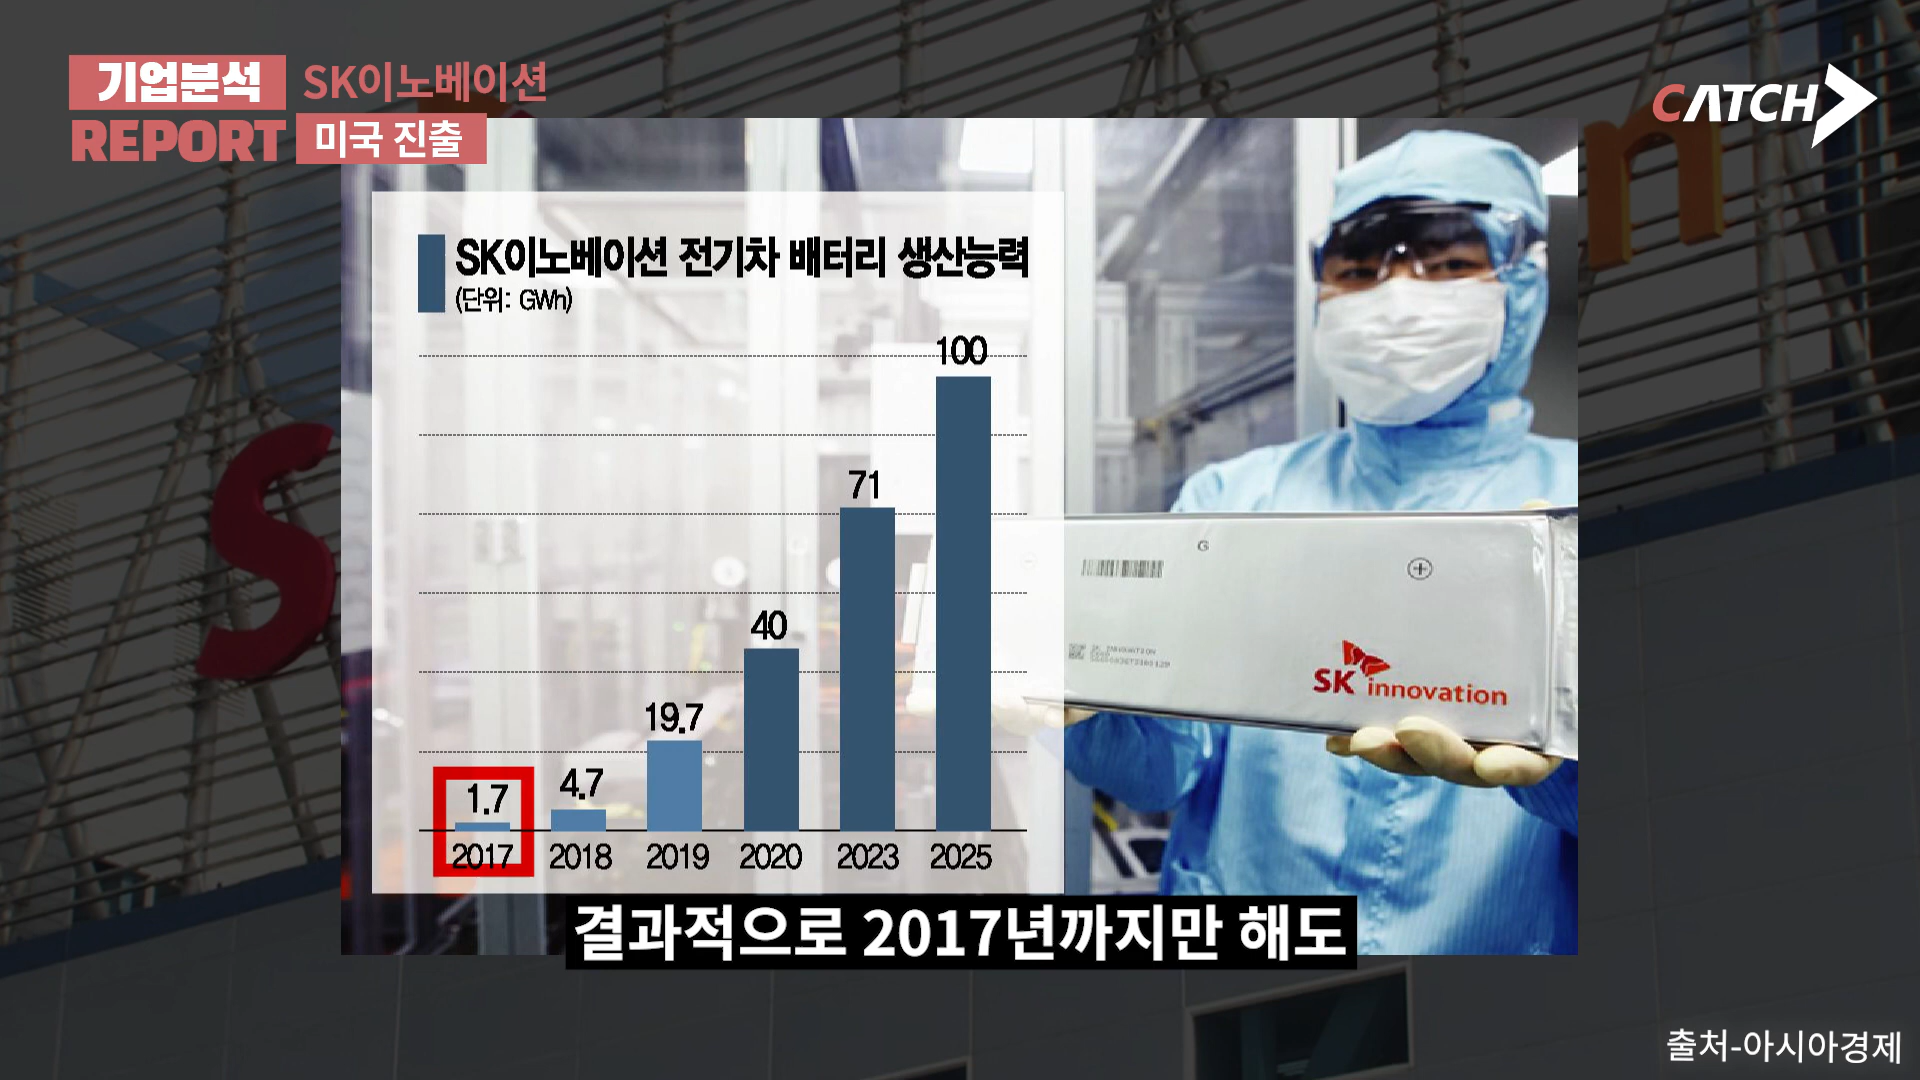 기업분석 SK이노베이션
REPORT 미국 진출
CATCH
SK이노베이션 전기차 배터리 생산능력
(단위: GWh)
100
71
40
19.7
4.7
1.7
2017 2018 2019 2020 2023 2025
G
SK innovation
결과적으로 2017년까지만 해도
출처-아시아경제